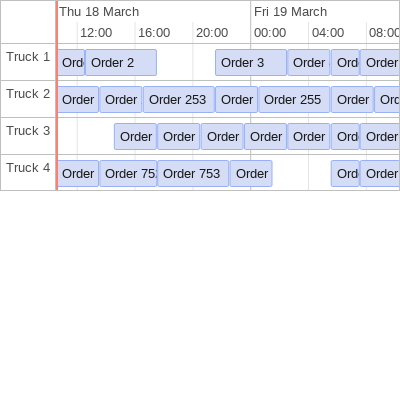 Thu 18 March Fri 19 March
12:00 16:00 20:00 00:00 04:00 08:00
Truck 1 Ord Order 2 Order 3 Order Ord Order
Truck 2 Order Order Order 253 Order Order 255 Order Ord
Truck 3 Order Order Order Order Order Ord Order
Truck 4 Order Order 752 Order 753 Order Ord Order